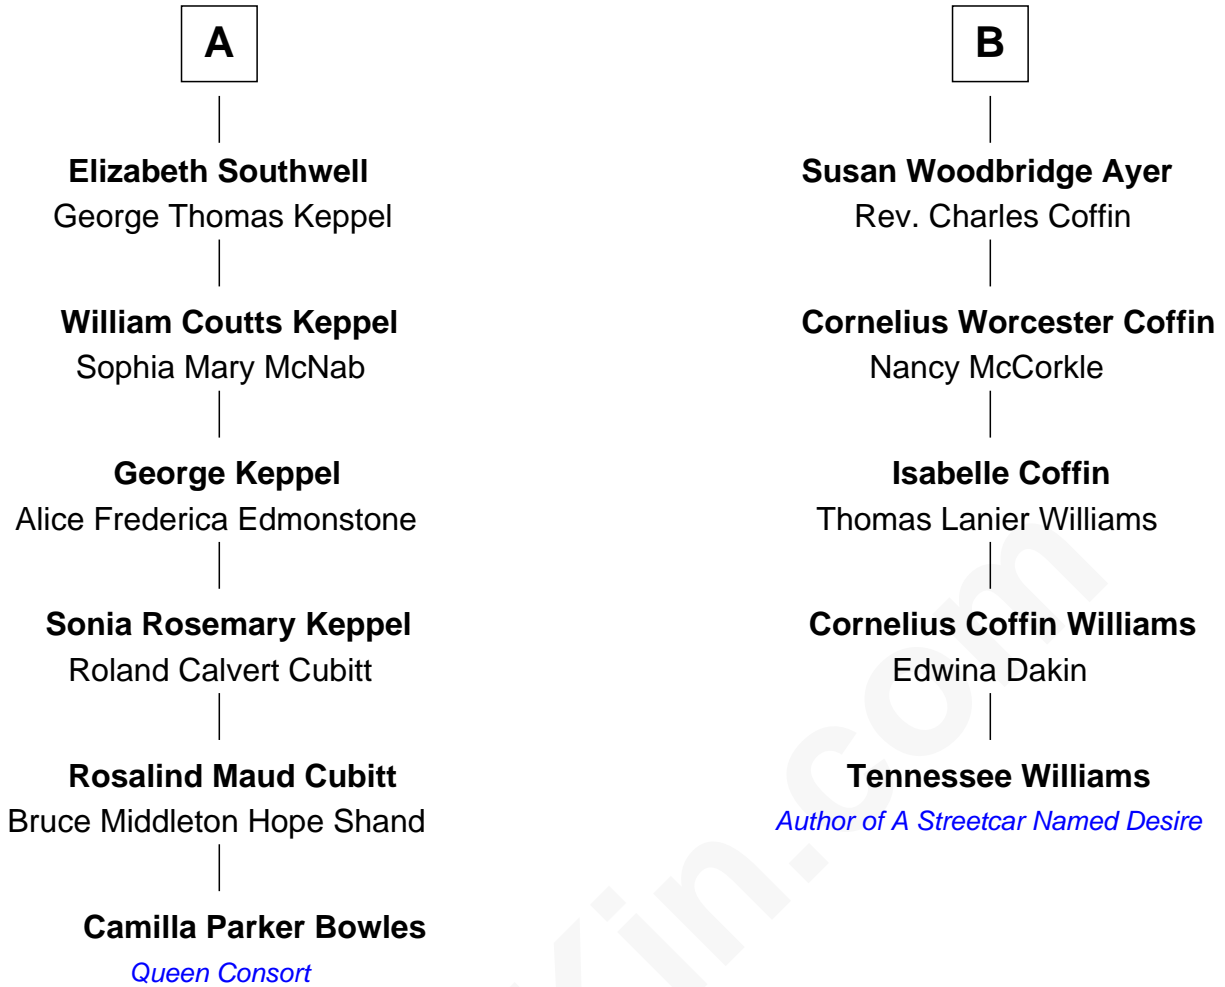 A
Elizabeth Southwell
George Thomas Keppel
William Coutts Keppel
Sophia Mary McNab
George Keppel
Alice Frederica Edmonstone
Sonia Rosemary Keppel
Roland Calvert Cubitt
Rosalind Maud Cubitt
Bruce Middleton Hope Shand
Camilla Parker Bowles
Queen Consort
B
Susan Woodbridge Ayer
Rev. Charles Coffin
Cornelius Worcester Coffin
Nancy McCorkle
Isabelle Coffin
Thomas Lanier Williams
Cornelius Coffin Williams
Edwina Dakin
Tennessee Williams
Author of A Streetcar Named Desire
Kin.com